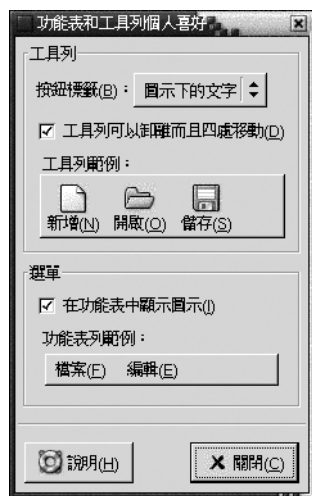 功能表和工具列個人喜好
工具列
按鈕標籤(B)： 圖示下的文字
工具列可以卸離而且四處移動(D)
工具列範例：
新增(N) 開啟(O) 儲存(S)
選單
在功能表中顯示圖示(I)
功能表列範例：
檔案(F) 編輯(E)
說明(H) 關閉(C)